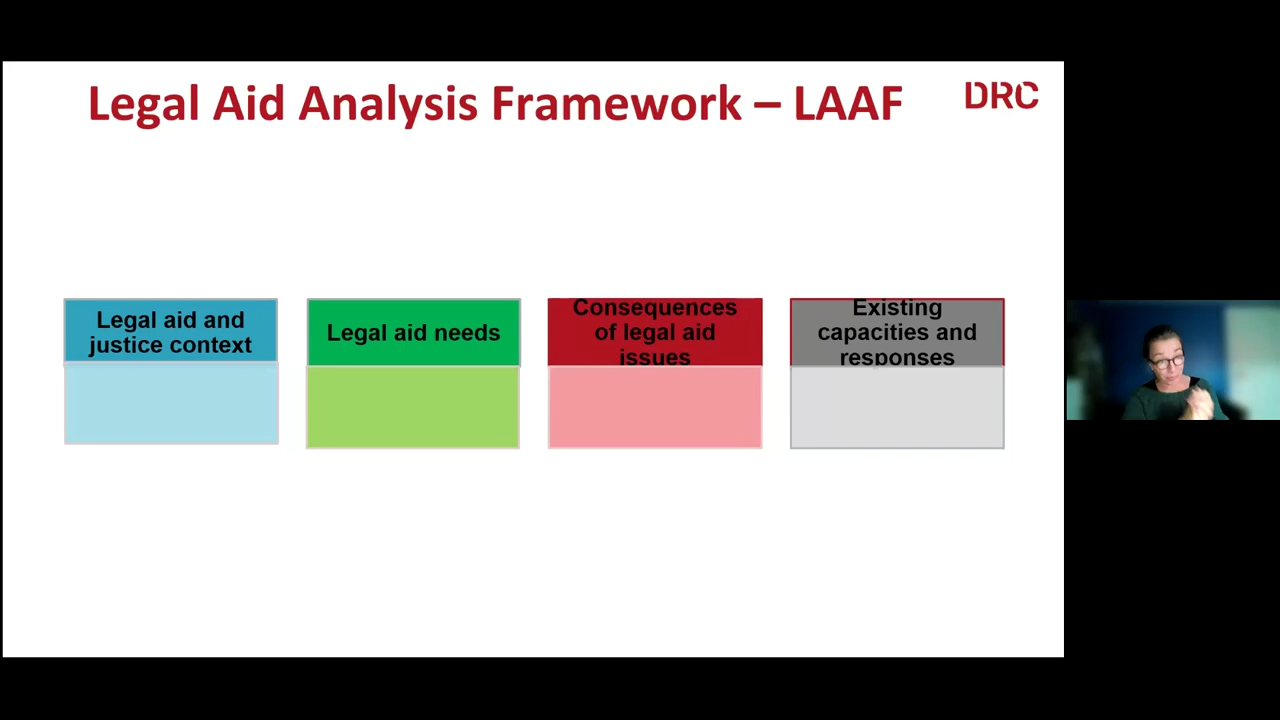 Legal Aid Analysis Framework – LAAF
DRC
Legal aid and
justice context
Legal aid needs
Consequences
of legal aid
issues
Existing
capacities and
responses